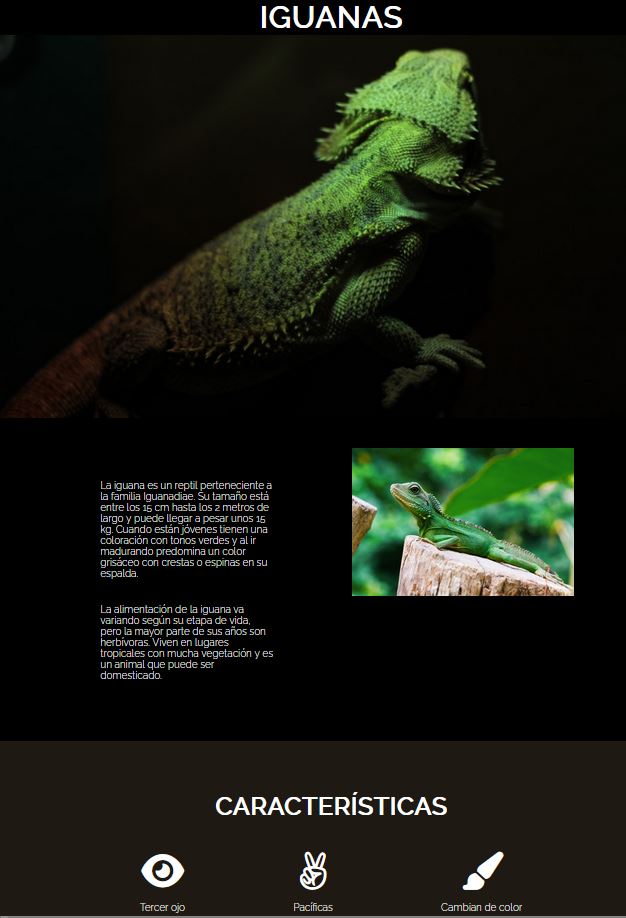 IGUANAS
La iguana es un reptil perteneciente a
la familia Iguanadiae. Su tamaño está
entre los 15 cm hasta los 2 metros de
largo y puede llegar a pesar unos 15
kg. Cuando están jóvenes tienen una
coloración con tonos verdes y al ir
madurando predomina un color
grisáceo con crestas o espinas en su
espalda.
La alimentación de la iguana va
variando según su etapa de vida,
pero la mayor parte de sus años son
herbívoras. Viven en lugares
tropicales con mucha vegetación y es
un animal que puede ser
domesticado.
CARACTERÍSTICAS
Tercer ojo
Pacíficas
Cambian de color